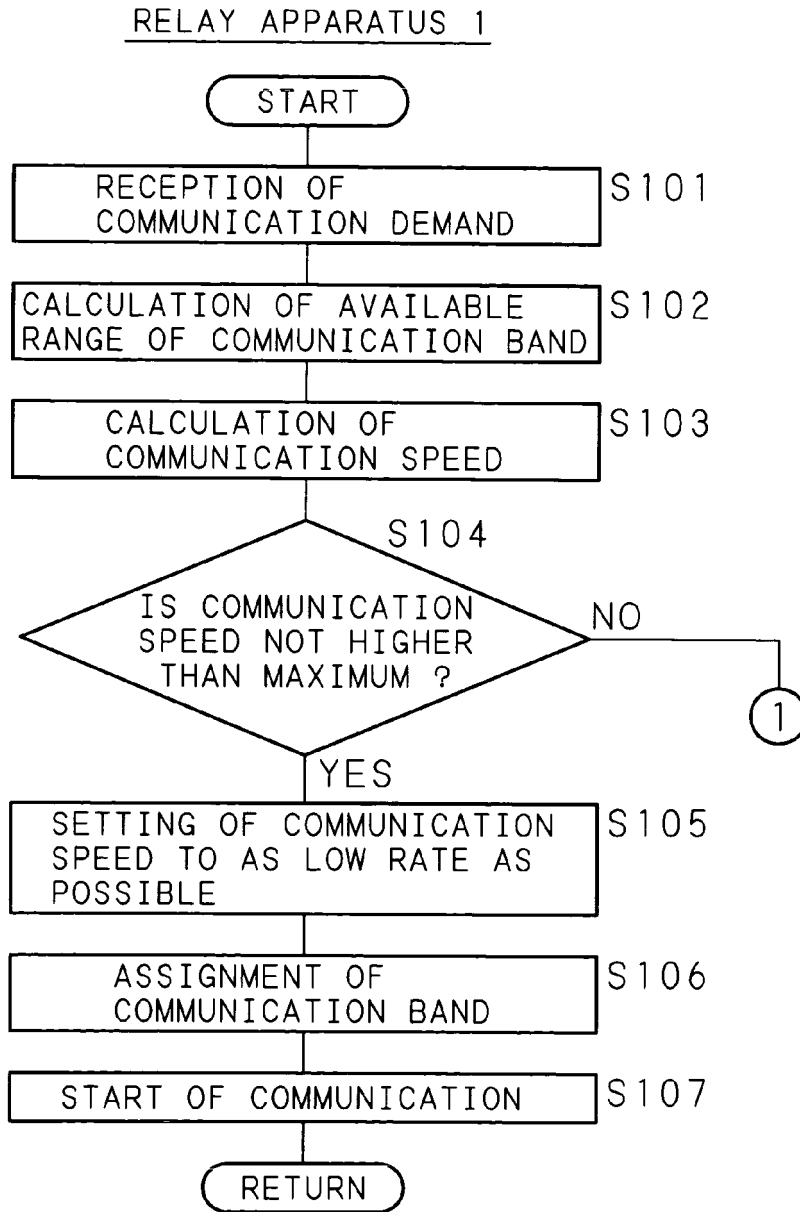 RELAY APPARATUS 1
START
RECEPTION OF
COMMUNICATION DEMAND
S101
CALCULATION OF AVAILABLE
RANGE OF COMMUNICATION BAND
S102
CALCULATION OF
COMMUNICATION SPEED
S103
S104
IS COMMUNICATION
SPEED NOT HIGHER
THAN MAXIMUM ?
NO
1
YES
SETTING OF COMMUNICATION
SPEED TO AS LOW RATE AS
POSSIBLE
S105
ASSIGNMENT OF
COMMUNICATION BAND
S106
START OF COMMUNICATION
S107
RETURN